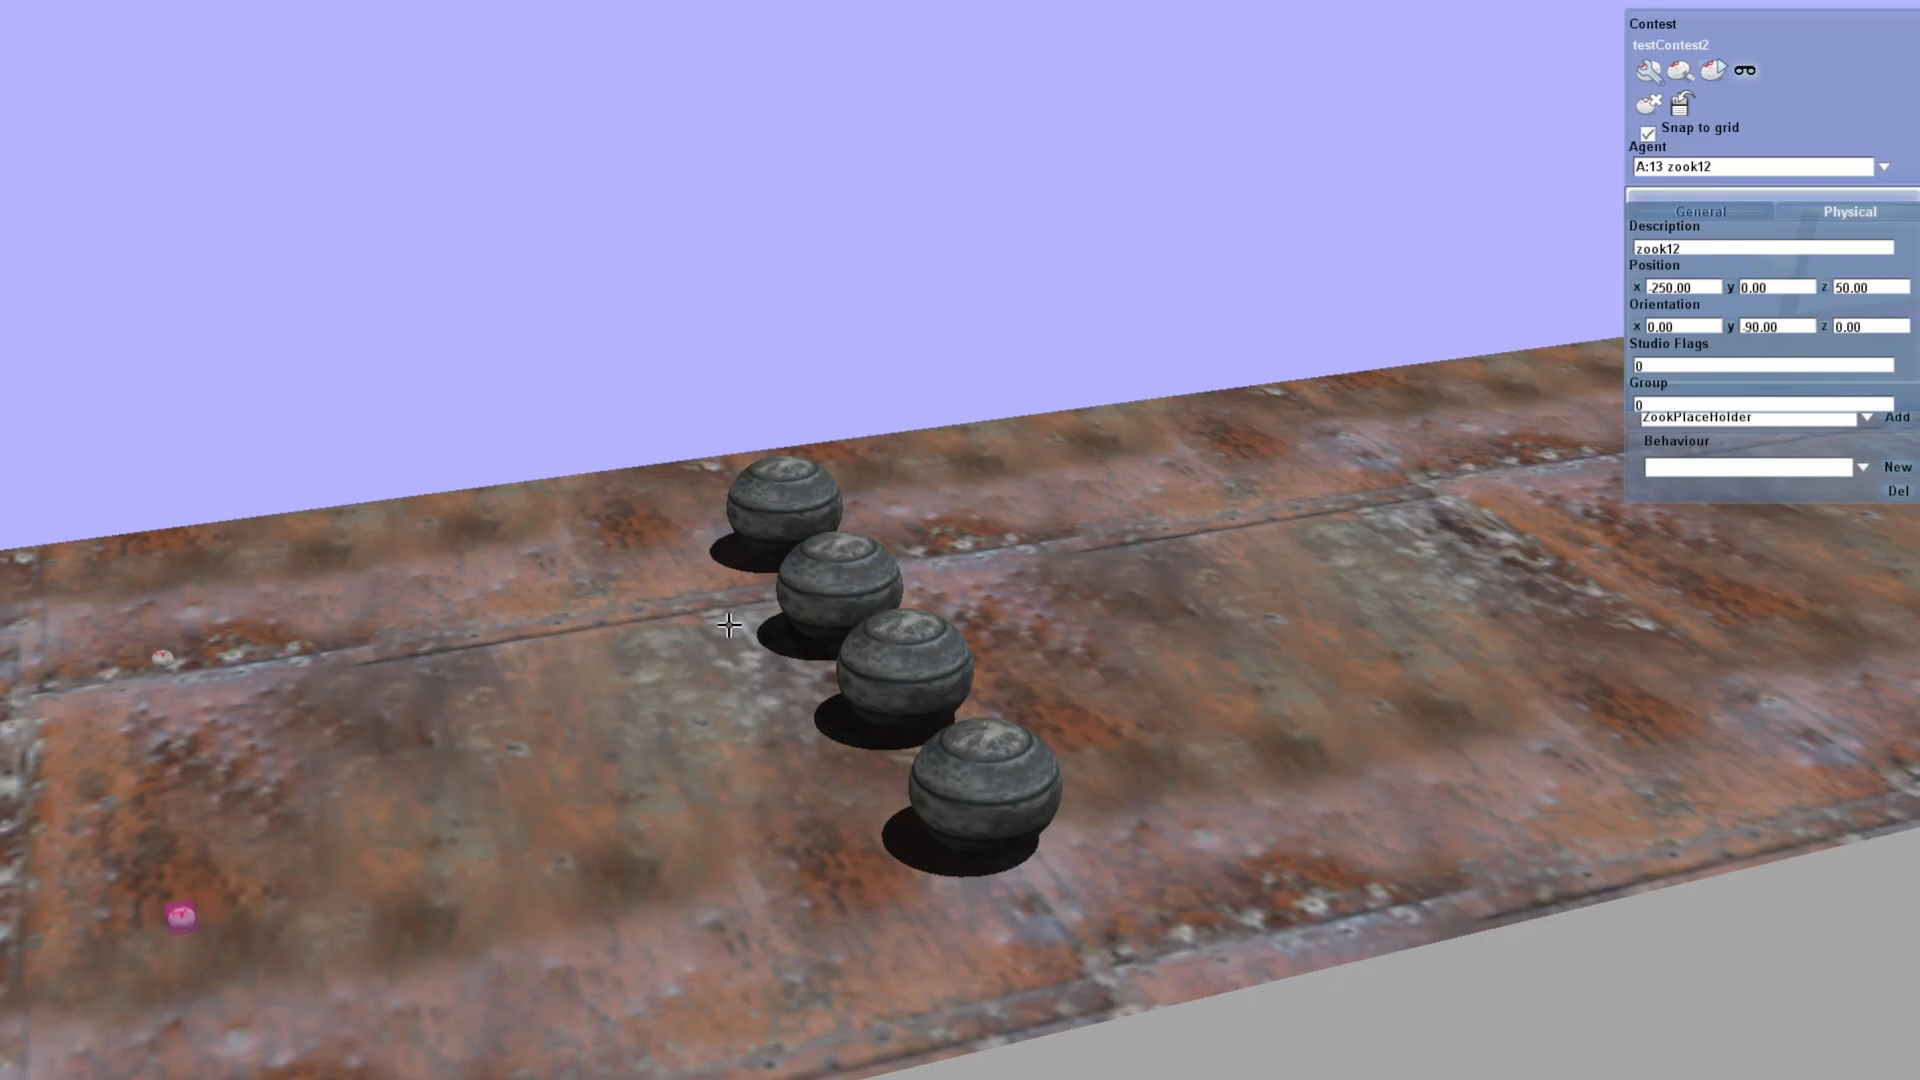 Contest
testContest2
Snap to grid
Agent
A:13 zook12
General Physical
Description
zook12
Position
x -250.00 y 0.00 z 50.00
Orientation
x 0.00 y -90.00 z 0.00
Studio Flags
0
Group
0
ZookPlaceHolder Add
Behaviour
New
Del